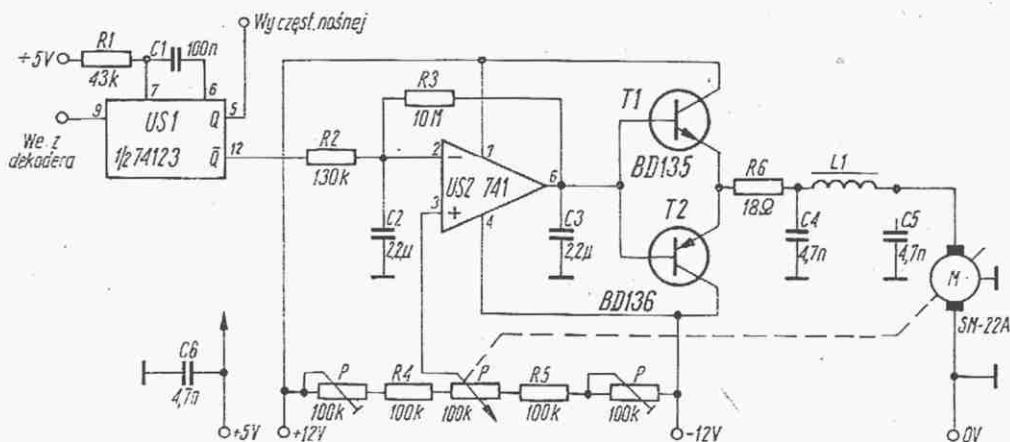 Wy częst. nośnej
R1
C1
100n
+5V
43k
7
6
9
US1
Q
5
We z
dekodera
1/2 74123
Q̅
12
R2
130k
R3
10M
2
−
7
US2 741
6
3
+
4
C2
2,2µ
C3
2,2µ
T1
BD135
T2
BD136
R6
18Ω
L1
C4
4,7n
C5
4,7n
M
SM-22A
C6
4,7n
+5V
P
100k
R4
100k
P
100k
R5
100k
P
100k
+12V
-12V
0V